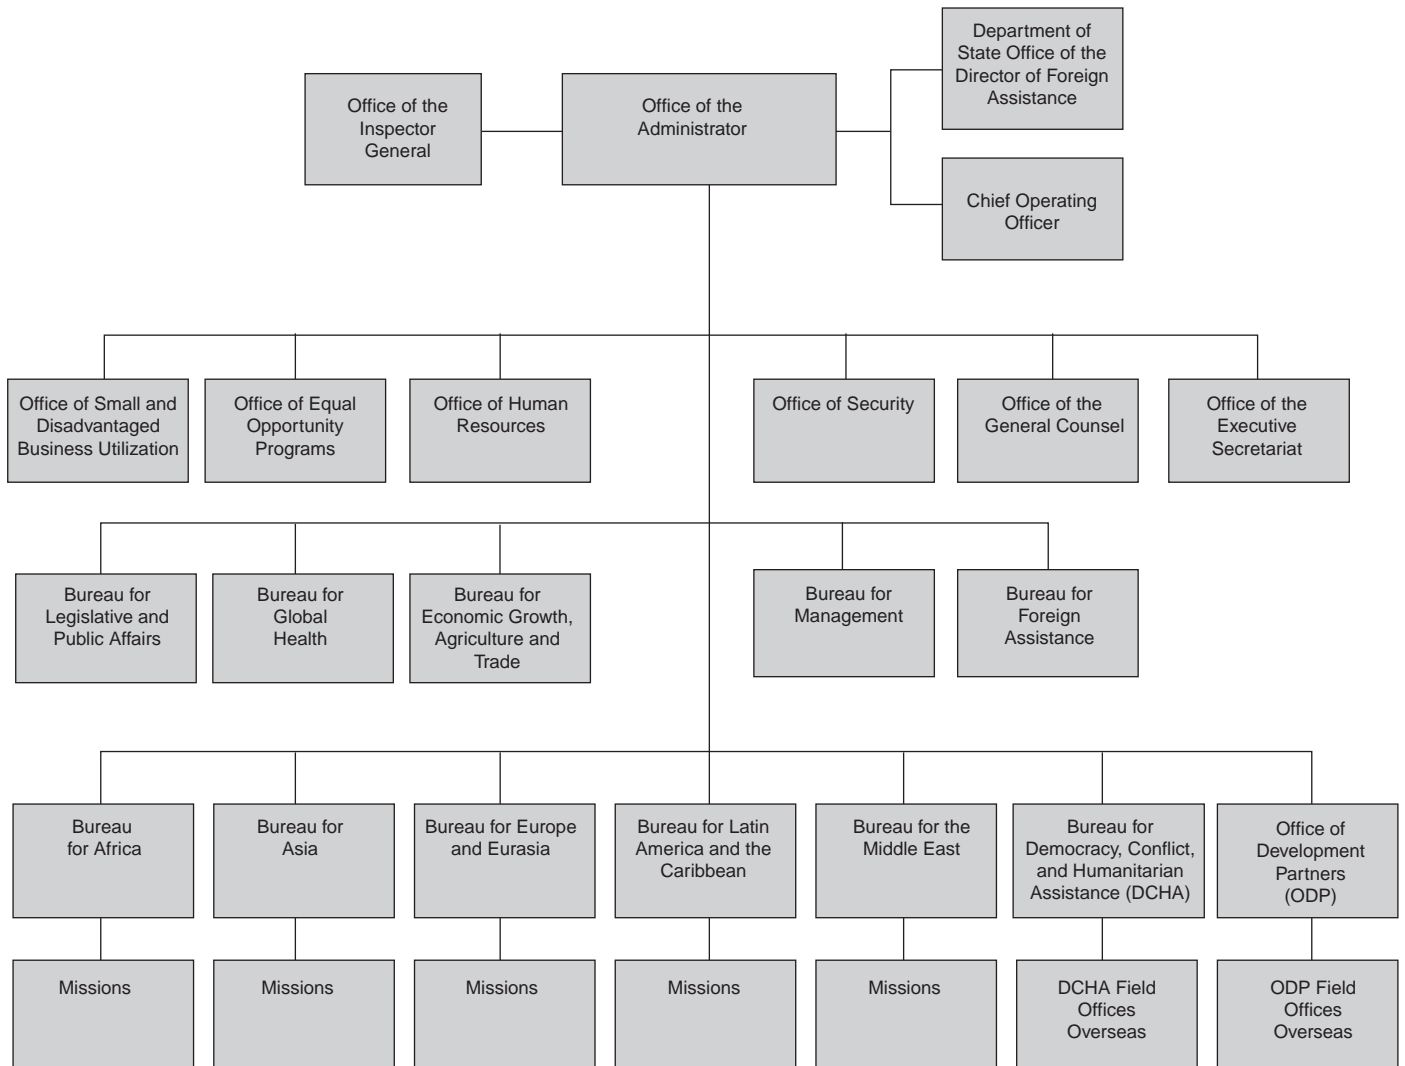 Department of
State Office of the
Director of Foreign
Assistance
Office of the
Inspector
General
Office of the
Administrator
Chief Operating
Officer
Office of Small and
Disadvantaged
Business Utilization
Office of Equal
Opportunity
Programs
Office of Human
Resources
Office of Security
Office of the
General Counsel
Office of the
Executive
Secretariat
Bureau for
Legislative and
Public Affairs
Bureau for
Global
Health
Bureau for
Economic Growth,
Agriculture and
Trade
Bureau for
Management
Bureau for
Foreign
Assistance
Bureau
for Africa
Bureau for
Asia
Bureau for Europe
and Eurasia
Bureau for Latin
America and the
Caribbean
Bureau for the
Middle East
Bureau for
Democracy, Conflict,
and Humanitarian
Assistance (DCHA)
Office of
Development
Partners
(ODP)
Missions
Missions
Missions
Missions
Missions
DCHA Field
Offices
Overseas
ODP Field
Offices
Overseas